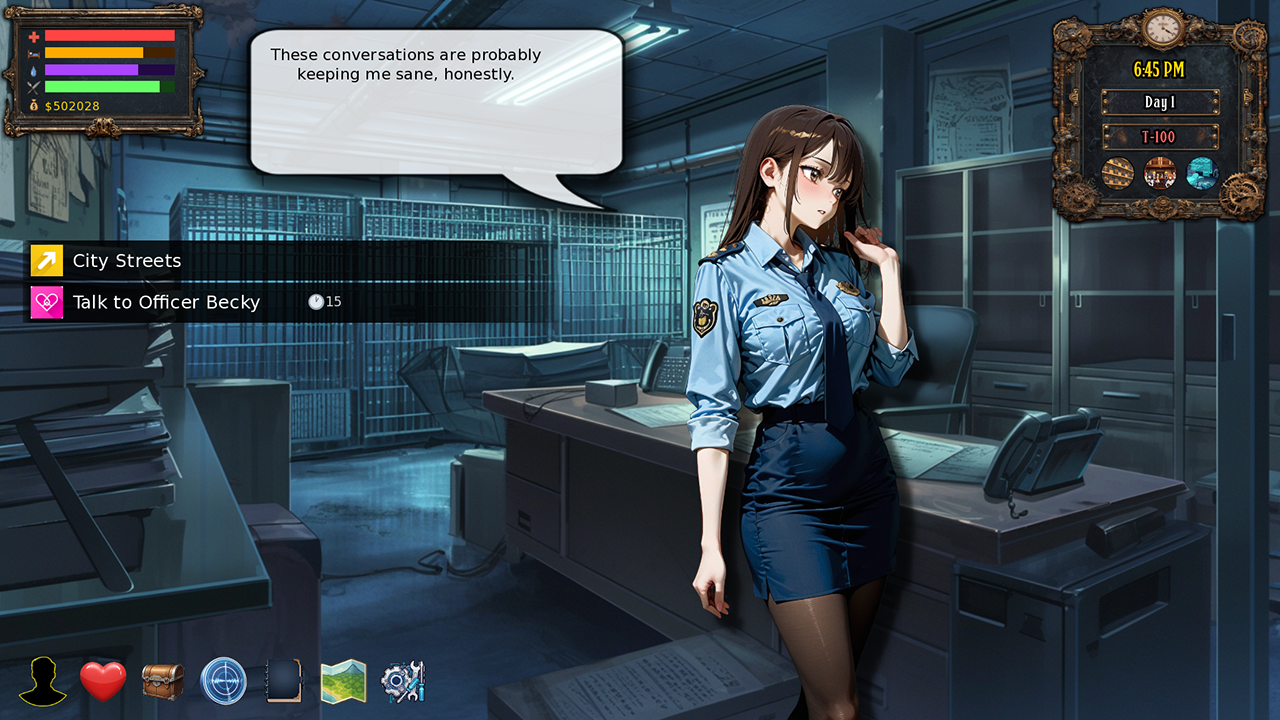 $502028
These conversations are probably
keeping me sane, honestly.
6:45 PM
Day 1
T-100
City Streets
Talk to Officer Becky
15